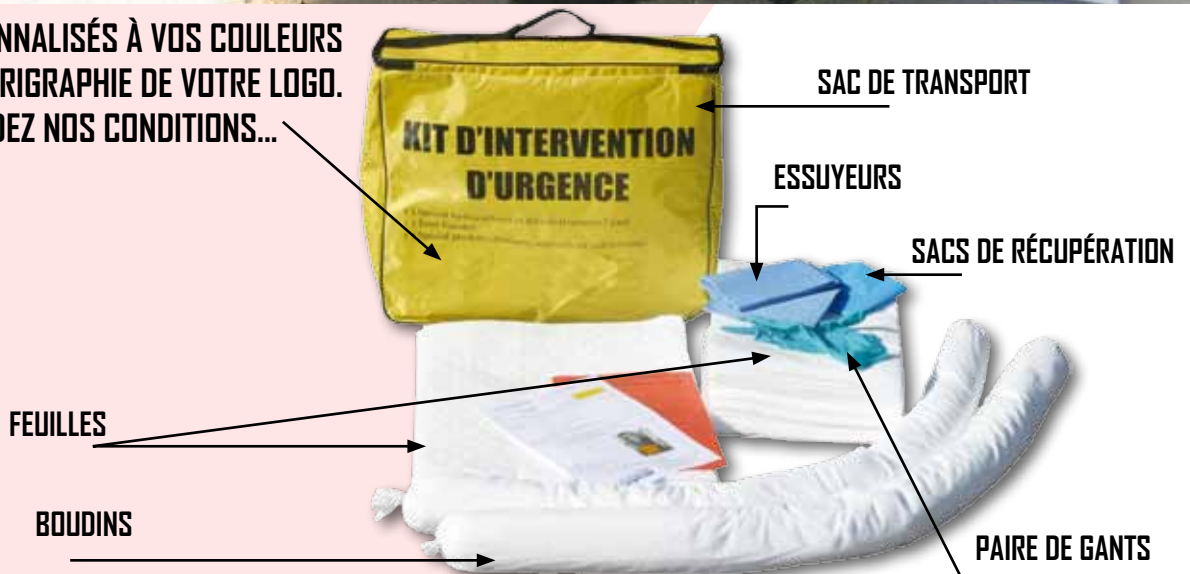 NNALISÉS À VOS COULEURS
RIGRAPHIE DE VOTRE LOGO.
DEZ NOS CONDITIONS...
SAC DE TRANSPORT
KIT D'INTERVENTION
D'URGENCE
ESSUYEURS
SACS DE RÉCUPÉRATION
FEUILLES
BOUDINS
PAIRE DE GANTS